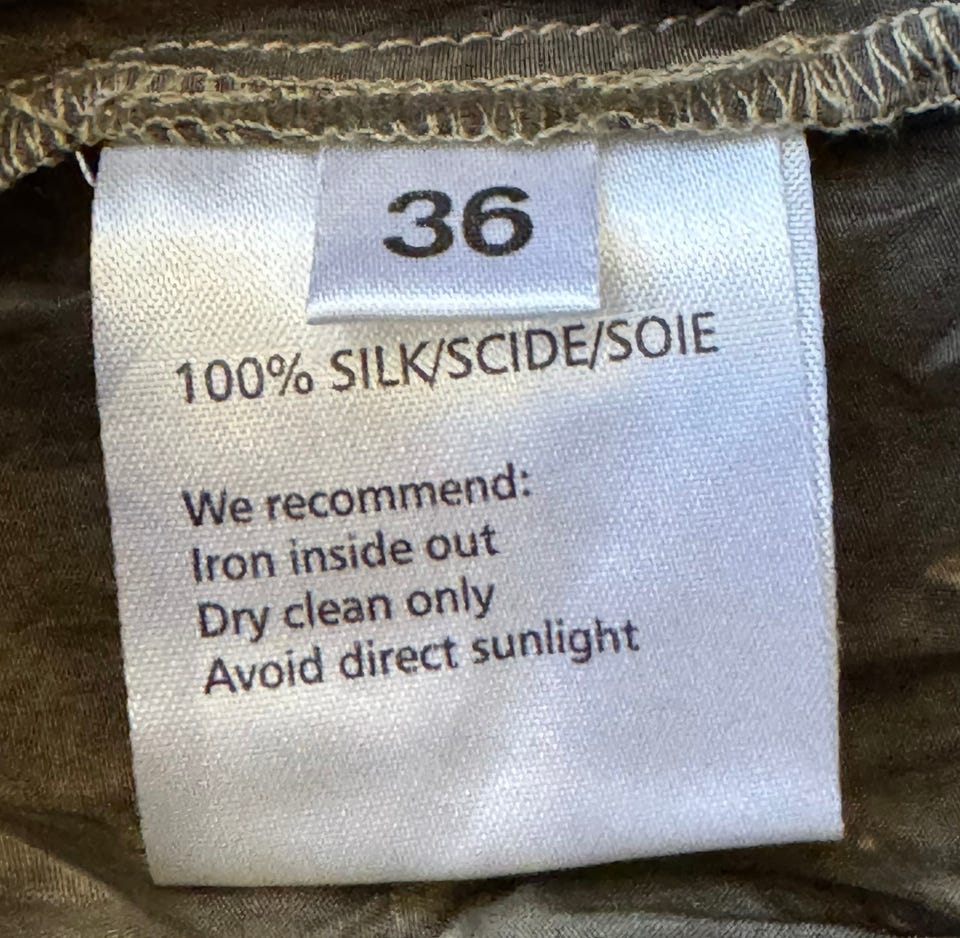 36
100% SILK/SCIDE/SOIE
We recommend:
Iron inside out
Dry clean only
Avoid direct sunlight